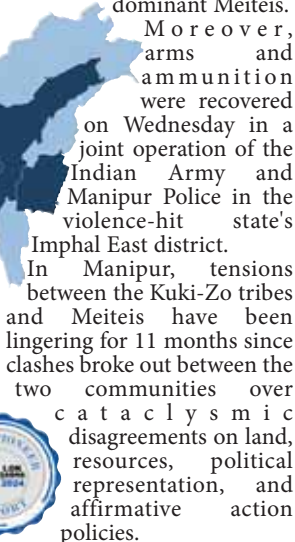 dominant Meiteis.
Moreover,
arms and
ammunition
were recovered
on Wednesday in a
joint operation of the
Indian Army and
Manipur Police in the
violence-hit state's
Imphal East district.
In Manipur, tensions
between the Kuki-Zo tribes
and Meiteis have been
lingering for 11 months since
clashes broke out between the
two communities over
cataclysmic
disagreements on land,
resources, political
representation, and
affirmative action
policies.
LOK
2024